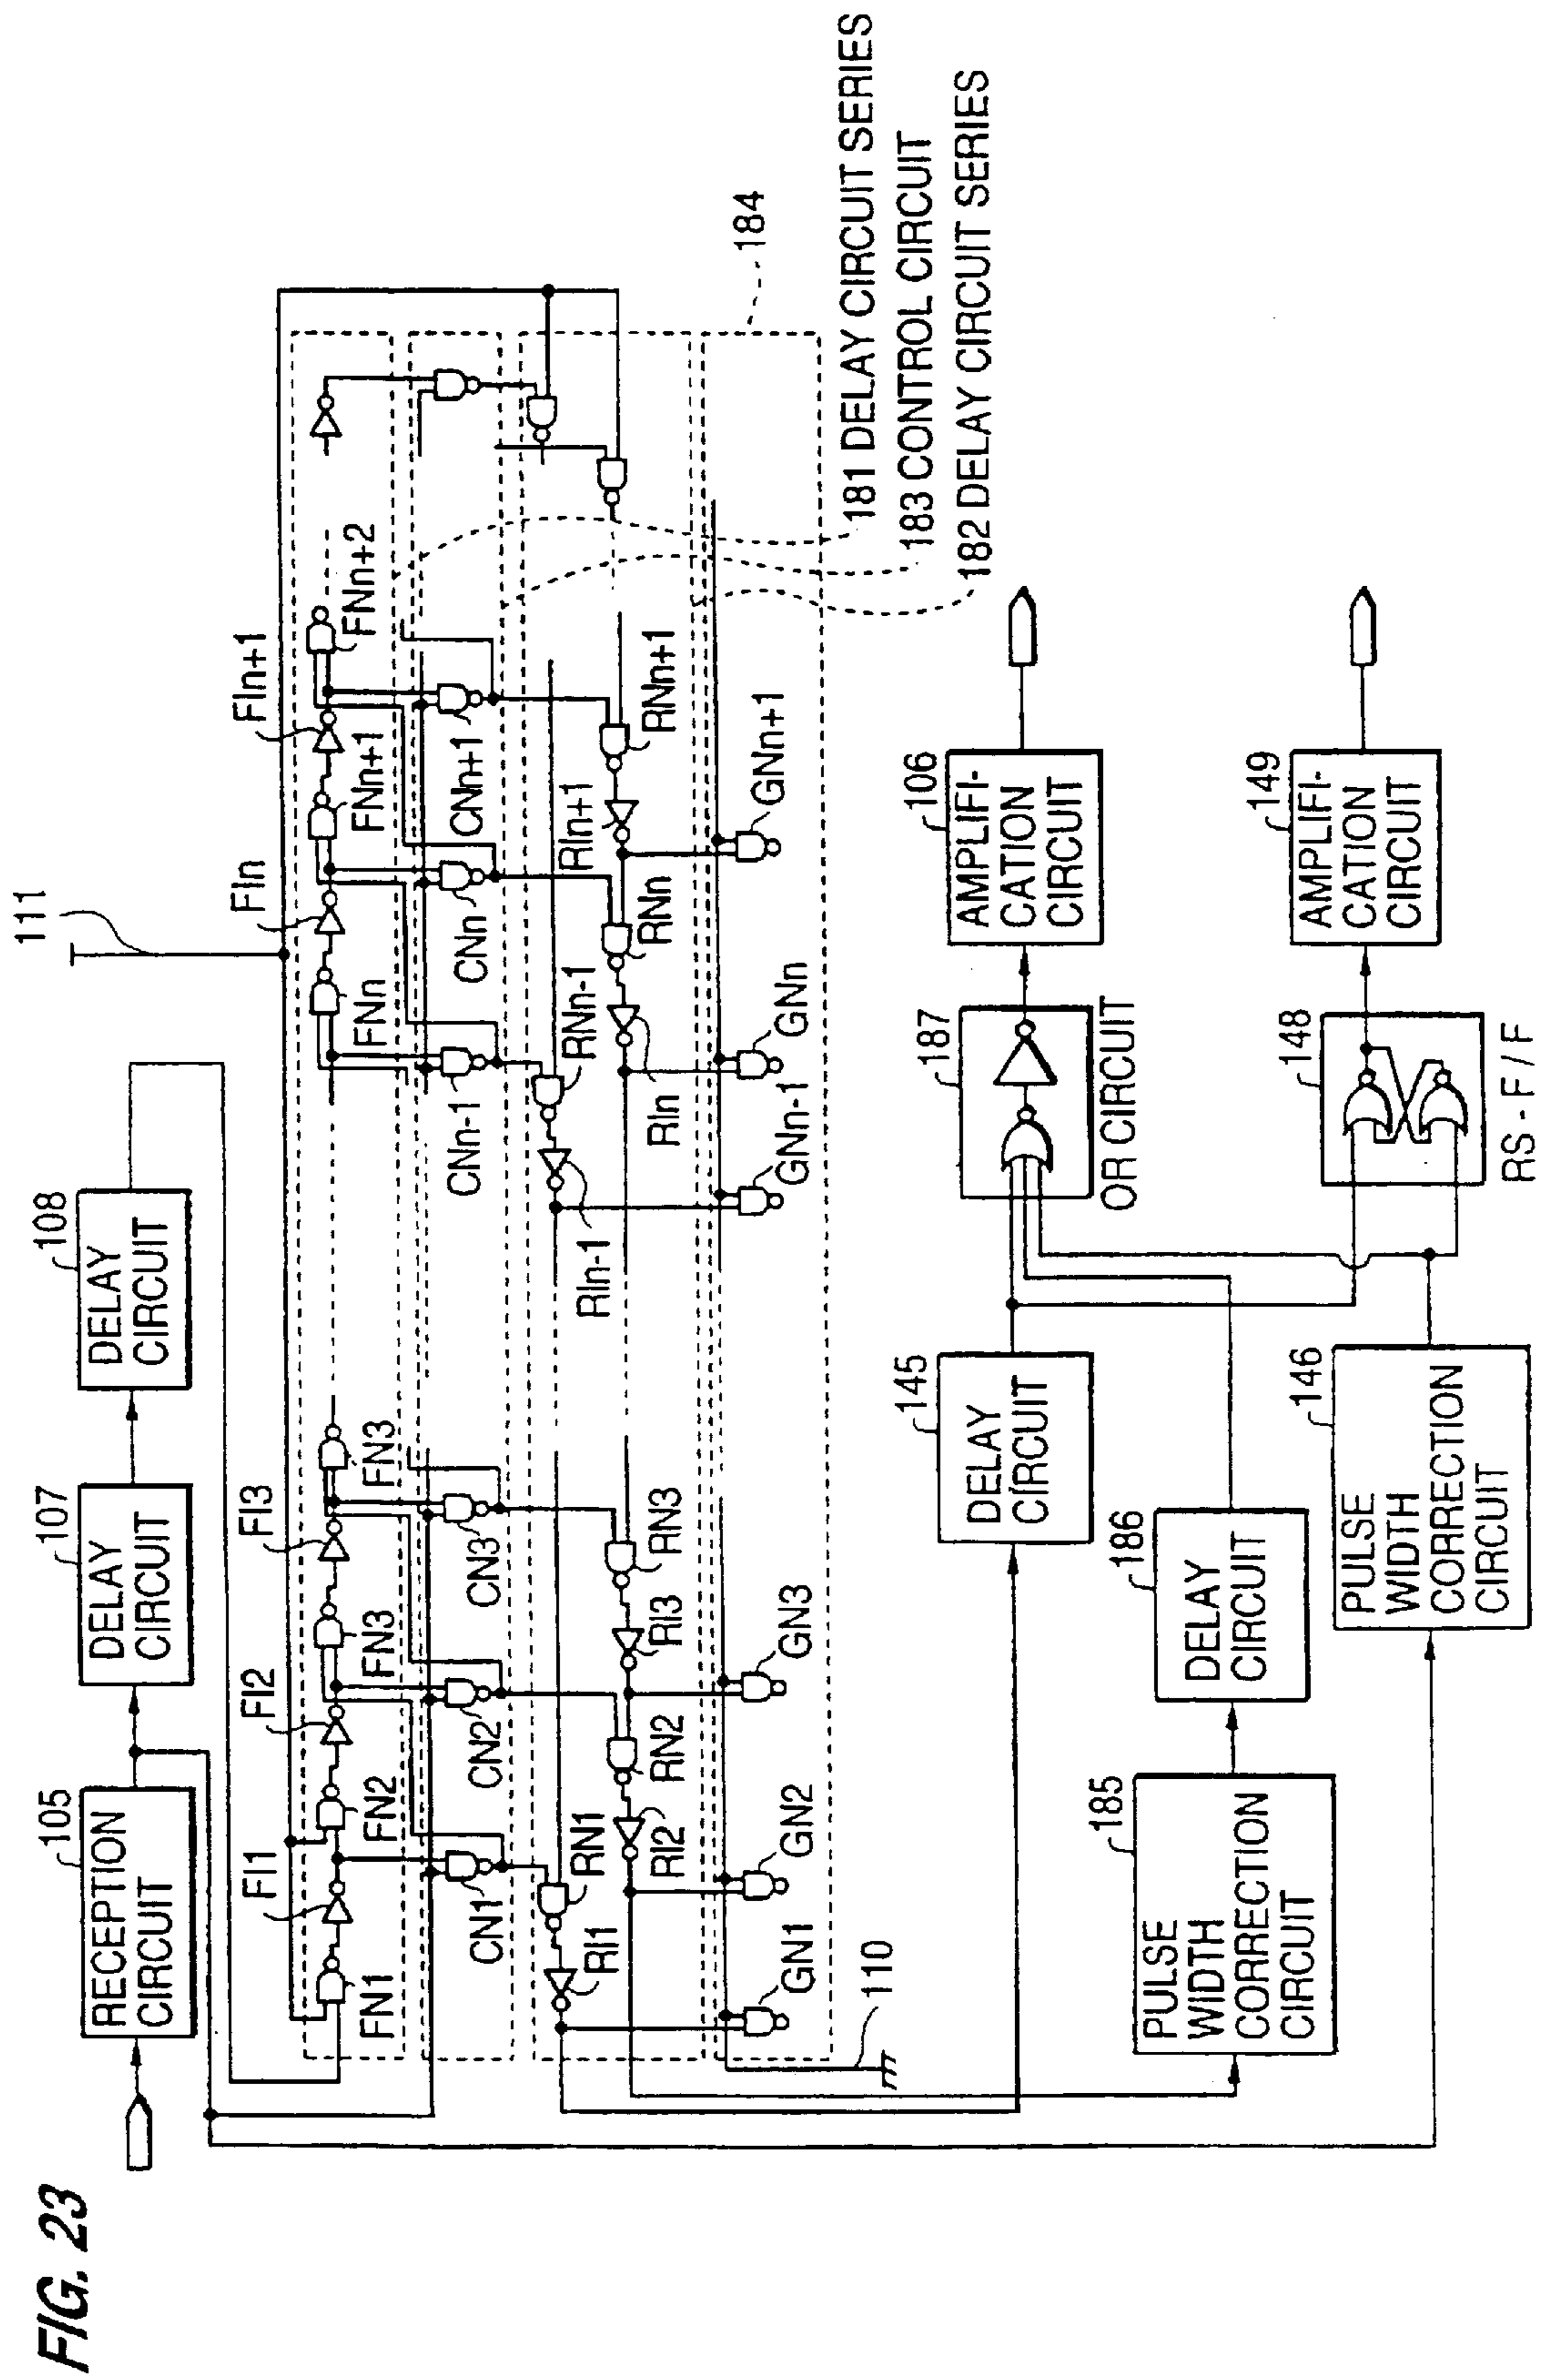 FIG. 23
105
RECEPTION
CIRCUIT
107
DELAY
CIRCUIT
108
DELAY
CIRCUIT
111
FI1
FI2
FI3
FIn
FIn+1
FN1
FN2
FN3
FN3
FNn
FNn+1
FNn+2
CN1
CN2
CN3
CNn-1
CNn
CNn+1
RN1
RN2
RN3
RNn-1
RNn
RNn+1
RI1
RI2
RI3
RIn-1
RIn
RIn+1
GN1
GN2
GN3
GNn-1
GNn
GNn+1
110
184
181 DELAY CIRCUIT SERIES
183 CONTROL CIRCUIT
182 DELAY CIRCUIT SERIES
145
DELAY
CIRCUIT
187
OR CIRCUIT
106
AMPLIFI-
CATION
CIRCUIT
185
PULSE
WIDTH
CORRECTION
CIRCUIT
186
DELAY
CIRCUIT
146
PULSE
WIDTH
CORRECTION
CIRCUIT
148
RS - F / F
149
AMPLIFI-
CATION
CIRCUIT